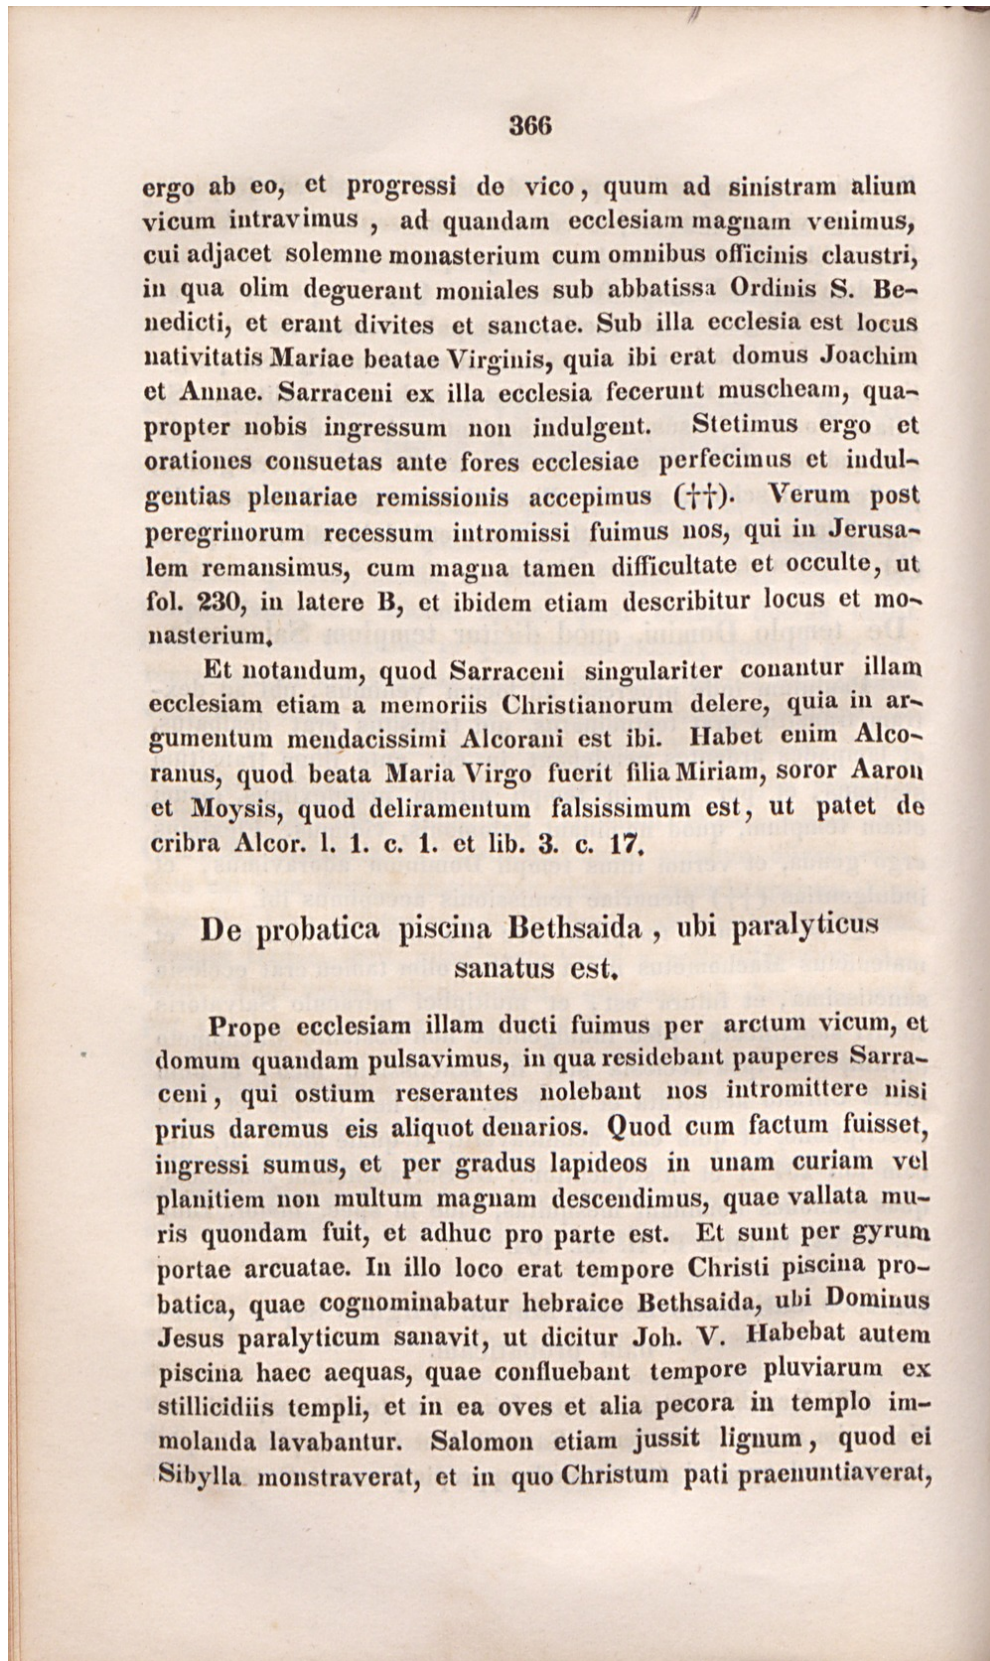 366
ergo ab eo, et progressi de vico, quum ad sinistram alium
vicum intravimus, ad quandam ecclesiam magnam venimus,
cui adjacet solemne monasterium cum omnibus officinis claustri,
in qua olim deguerant moniales sub abbatissa Ordinis S. Be-
nedicti, et erant divites et sanctae. Sub illa ecclesia est locus
nativitatis Mariae beatae Virginis, quia ibi erat domus Joachim
et Annae. Sarraceni ex illa ecclesia fecerunt muscheam, qua-
propter nobis ingressum non indulgent. Stetimus ergo et
orationes consuetas ante fores ecclesiae perfecimus et indul-
gentias plenariae remissionis accepimus (††). Verum post
peregrinorum recessum intromissi fuimus nos, qui in Jerusa-
lem remansimus, cum magna tamen difficultate et occulte, ut
fol. 230, in latere B, et ibidem etiam describitur locus et mo-
nasterium.
Et notandum, quod Sarraceni singulariter conantur illam
ecclesiam etiam a memoriis Christianorum delere, quia in ar-
gumentum mendacissimi Alcorani est ibi. Habet enim Alco-
ranus, quod beata Maria Virgo fuerit filia Miriam, soror Aaron
et Moysis, quod deliramentum falsissimum est, ut patet de
cribra Alcor. l. 1. c. 1. et lib. 3. c. 17.
De probatica piscina Bethsaida, ubi paralyticus
sanatus est.
Prope ecclesiam illam ducti fuimus per arctum vicum, et
domum quandam pulsavimus, in qua residebant pauperes Sarra-
ceni, qui ostium reserantes nolebant nos intromittere nisi
prius daremus eis aliquot denarios. Quod cum factum fuisset,
ingressi sumus, et per gradus lapideos in unam curiam vel
planitiem non multum magnam descendimus, quae vallata mu-
ris quondam fuit, et adhuc pro parte est. Et sunt per gyrum
portae arcuatae. In illo loco erat tempore Christi piscina pro-
batica, quae cognominabatur hebraice Bethsaida, ubi Dominus
Jesus paralyticum sanavit, ut dicitur Joh. V. Habebat autem
piscina haec aequas, quae confluebant tempore pluviarum ex
stillicidiis templi, et in ea oves et alia pecora in templo im-
molanda lavabantur. Salomon etiam jussit lignum, quod ei
Sibylla monstraverat, et in quo Christum pati praenuntiaverat,